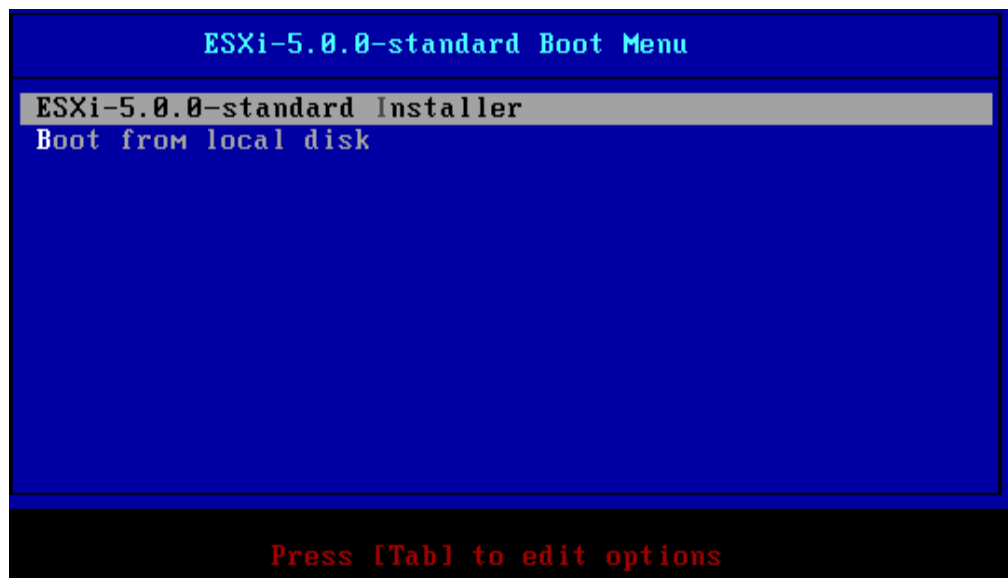 ESXi-5.0.0-standard Boot Menu
ESXi-5.0.0-standard Installer
Boot from local disk
Press [Tab] to edit options